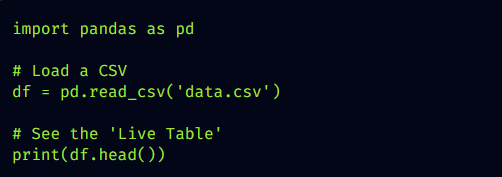 import pandas as pd
# Load a CSV
df = pd.read_csv('data.csv')
# See the 'Live Table'
print(df.head())